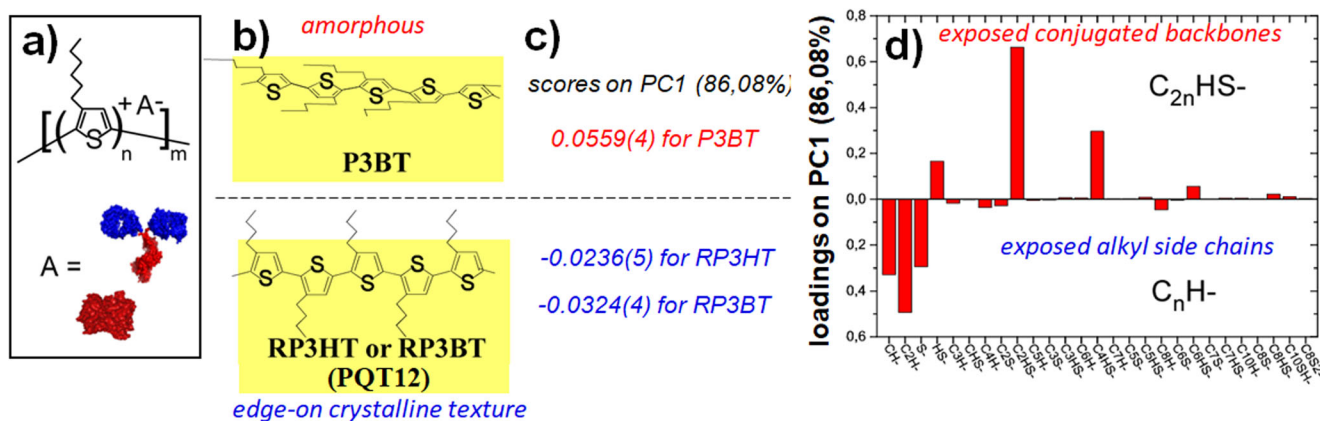 a)
+A-
[( )n ]m
S
A =
b)
amorphous
S S S S S
P3BT
S S S S S
RP3HT or RP3BT
(PQT12)
edge-on crystalline texture
c)
scores on PC1 (86,08%)
0.0559(4) for P3BT
-0.0236(5) for RP3HT
-0.0324(4) for RP3BT
d)
loadings on PC1 (86,08%)
0,8
0,6
0,4
0,2
0,0
0,2
0,4
0,6
exposed conjugated backbones
C2nHS-
exposed alkyl side chains
CnH-
CH-
C2H-
S-
HS-
C3H-
CHS-
C4H-
C2S-
C2HS-
C5H-
C3S-
C3HS-
C6H-
C4HS-
C7H-
C5S-
C5HS-
C8H-
C6S-
C6HS-
C7S-
C7HS-
C10H-
C8S-
C8HS-
C10SH-
C8S2-